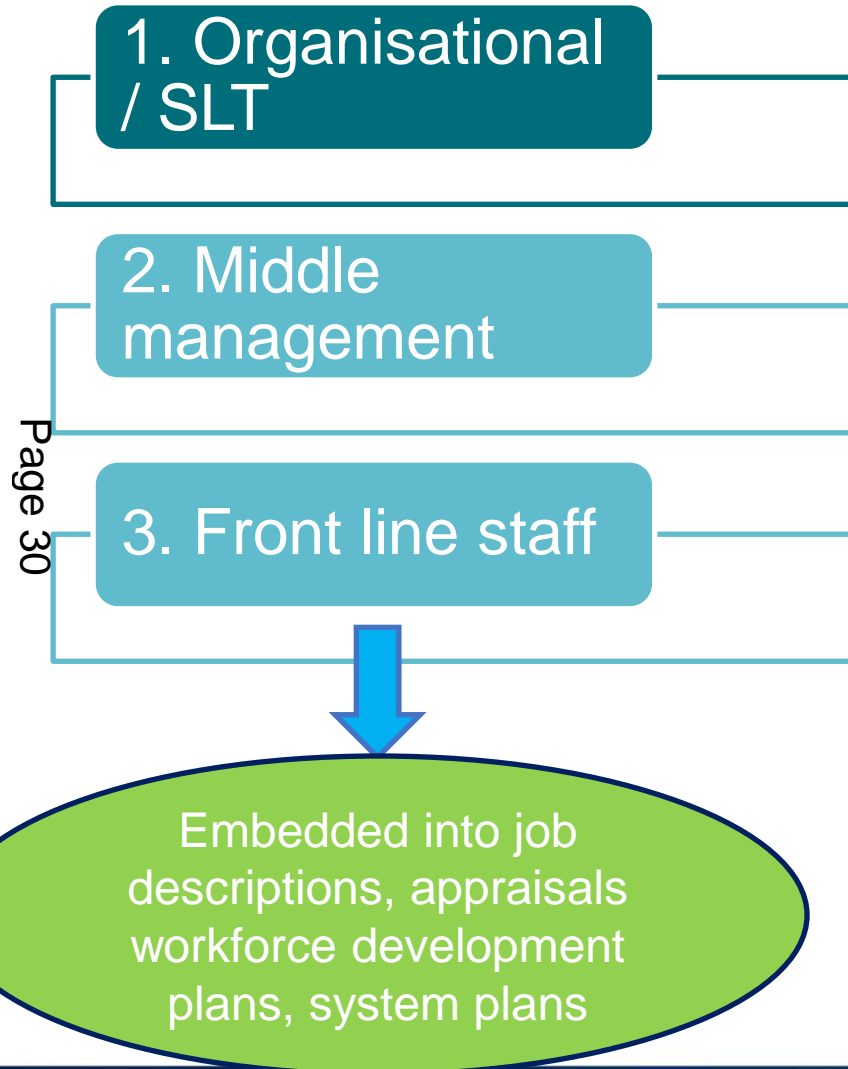 1. Organisational
/ SLT
2. Middle
management
Page 30
3. Front line staff
Embedded into job
descriptions, appraisals
workforce development
plans, system plans